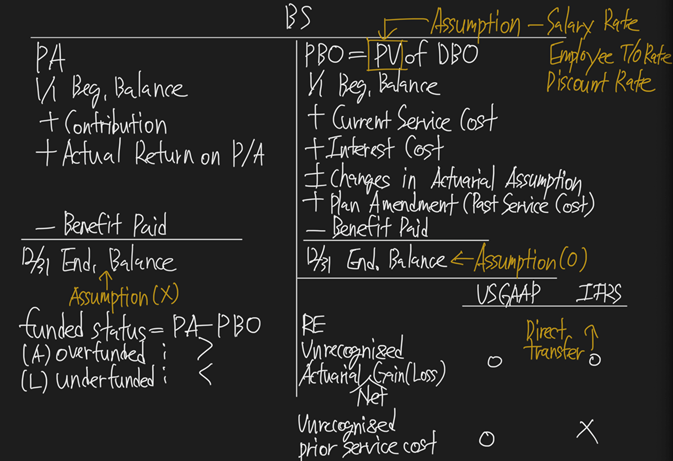 BS
Assumption – Salary Rate
Employee T/O Rate
Discount Rate
PA
1/1 Beg. Balance
+ Contribution
+ Actual Return on P/A
– Benefit Paid
12/31 End. Balance
Assumption (X)
funded status = PA – PBO
(A) overfunded ; >
(L) underfunded ; <
PBO = PV of DBO
1/1 Beg. Balance
+ Current Service Cost
+ Interest Cost
± Changes in Actuarial Assumption
+ Plan Amendment (Past Service Cost)
– Benefit Paid
12/31 End. Balance ← Assumption (O)
USGAAP IFRS
RE
Direct Transfer ↑
Unrecognized
Actuarial Gain (Loss) O O
Net
Unrecognised
prior service cost O X